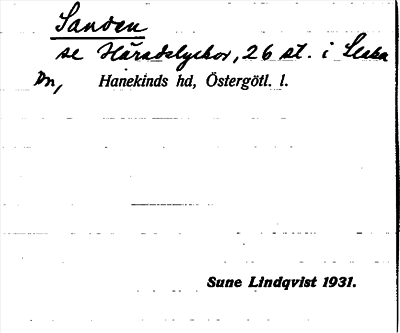 Sanden
se Häradslyckor, 26 st. i Slaka
sn, Hanekinds hd, Östergötl. l.
Sune Lindqvist 1931.